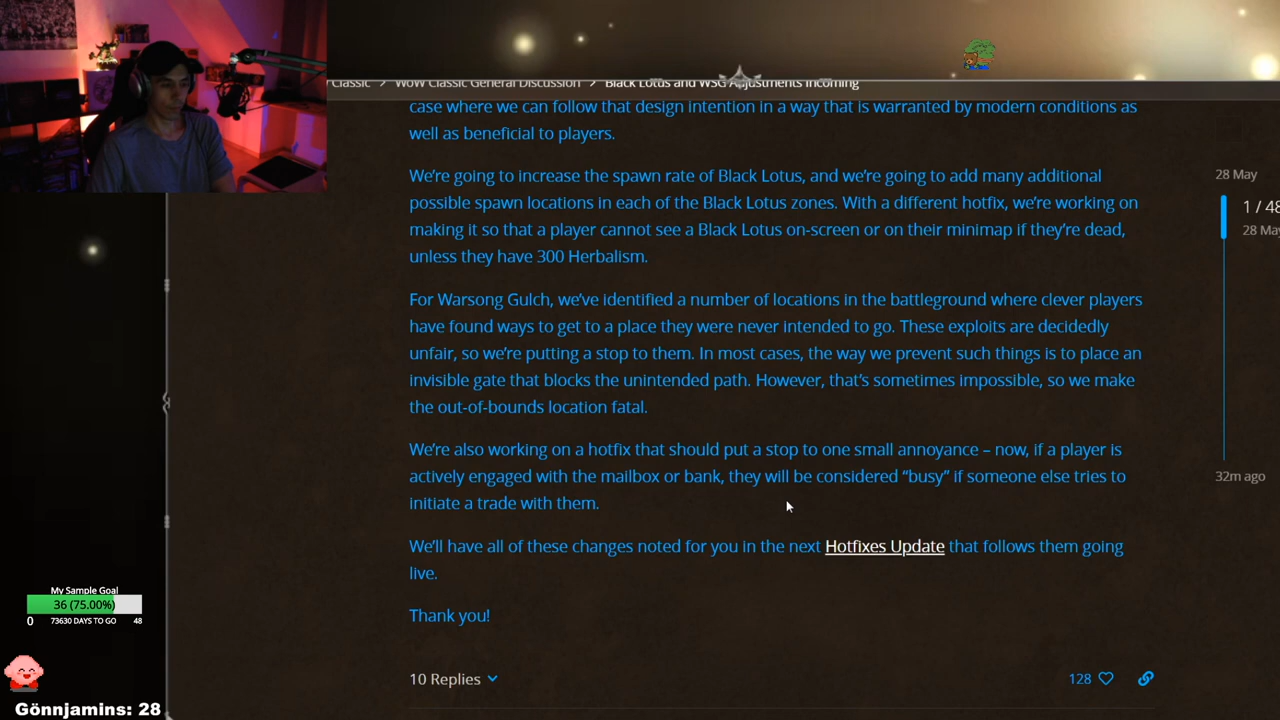 Classic > WoW Classic General Discussion > Black Lotus and WSG Adjustments Incoming
case where we can follow that design intention in a way that is warranted by modern conditions as
well as beneficial to players.
We're going to increase the spawn rate of Black Lotus, and we're going to add many additional
possible spawn locations in each of the Black Lotus zones. With a different hotfix, we're working on
making it so that a player cannot see a Black Lotus on-screen or on their minimap if they're dead,
unless they have 300 Herbalism.
For Warsong Gulch, we've identified a number of locations in the battleground where clever players
have found ways to get to a place they were never intended to go. These exploits are decidedly
unfair, so we're putting a stop to them. In most cases, the way we prevent such things is to place an
invisible gate that blocks the unintended path. However, that's sometimes impossible, so we make
the out-of-bounds location fatal.
We're also working on a hotfix that should put a stop to one small annoyance – now, if a player is
actively engaged with the mailbox or bank, they will be considered “busy” if someone else tries to
initiate a trade with them.
We'll have all of these changes noted for you in the next Hotfixes Update that follows them going
live.
Thank you!
10 Replies
128
28 May
1 / 48
28 May
32m ago
My Sample Goal
36 (75.00%)
0 73630 DAYS TO GO 48
Gönnjamins: 28